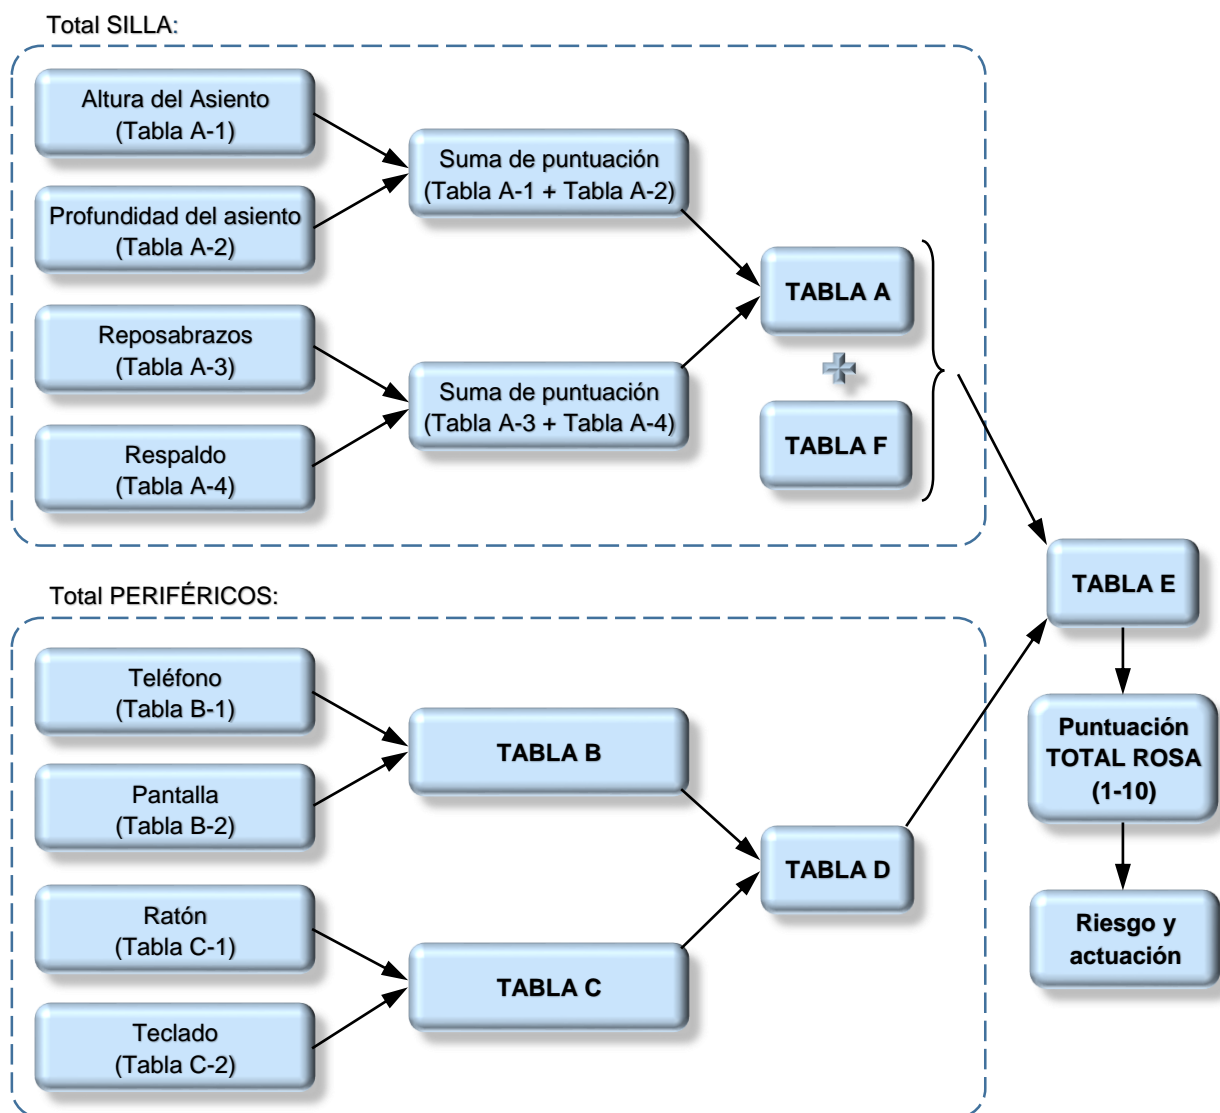 Total SILLA:
Altura del Asiento
(Tabla A-1)
Profundidad del asiento
(Tabla A-2)
Reposabrazos
(Tabla A-3)
Respaldo
(Tabla A-4)
Suma de puntuación
(Tabla A-1 + Tabla A-2)
Suma de puntuación
(Tabla A-3 + Tabla A-4)
TABLA A
TABLA F
Total PERIFÉRICOS:
Teléfono
(Tabla B-1)
Pantalla
(Tabla B-2)
Ratón
(Tabla C-1)
Teclado
(Tabla C-2)
TABLA B
TABLA C
TABLA D
TABLA E
Puntuación
TOTAL ROSA
(1-10)
Riesgo y
actuación